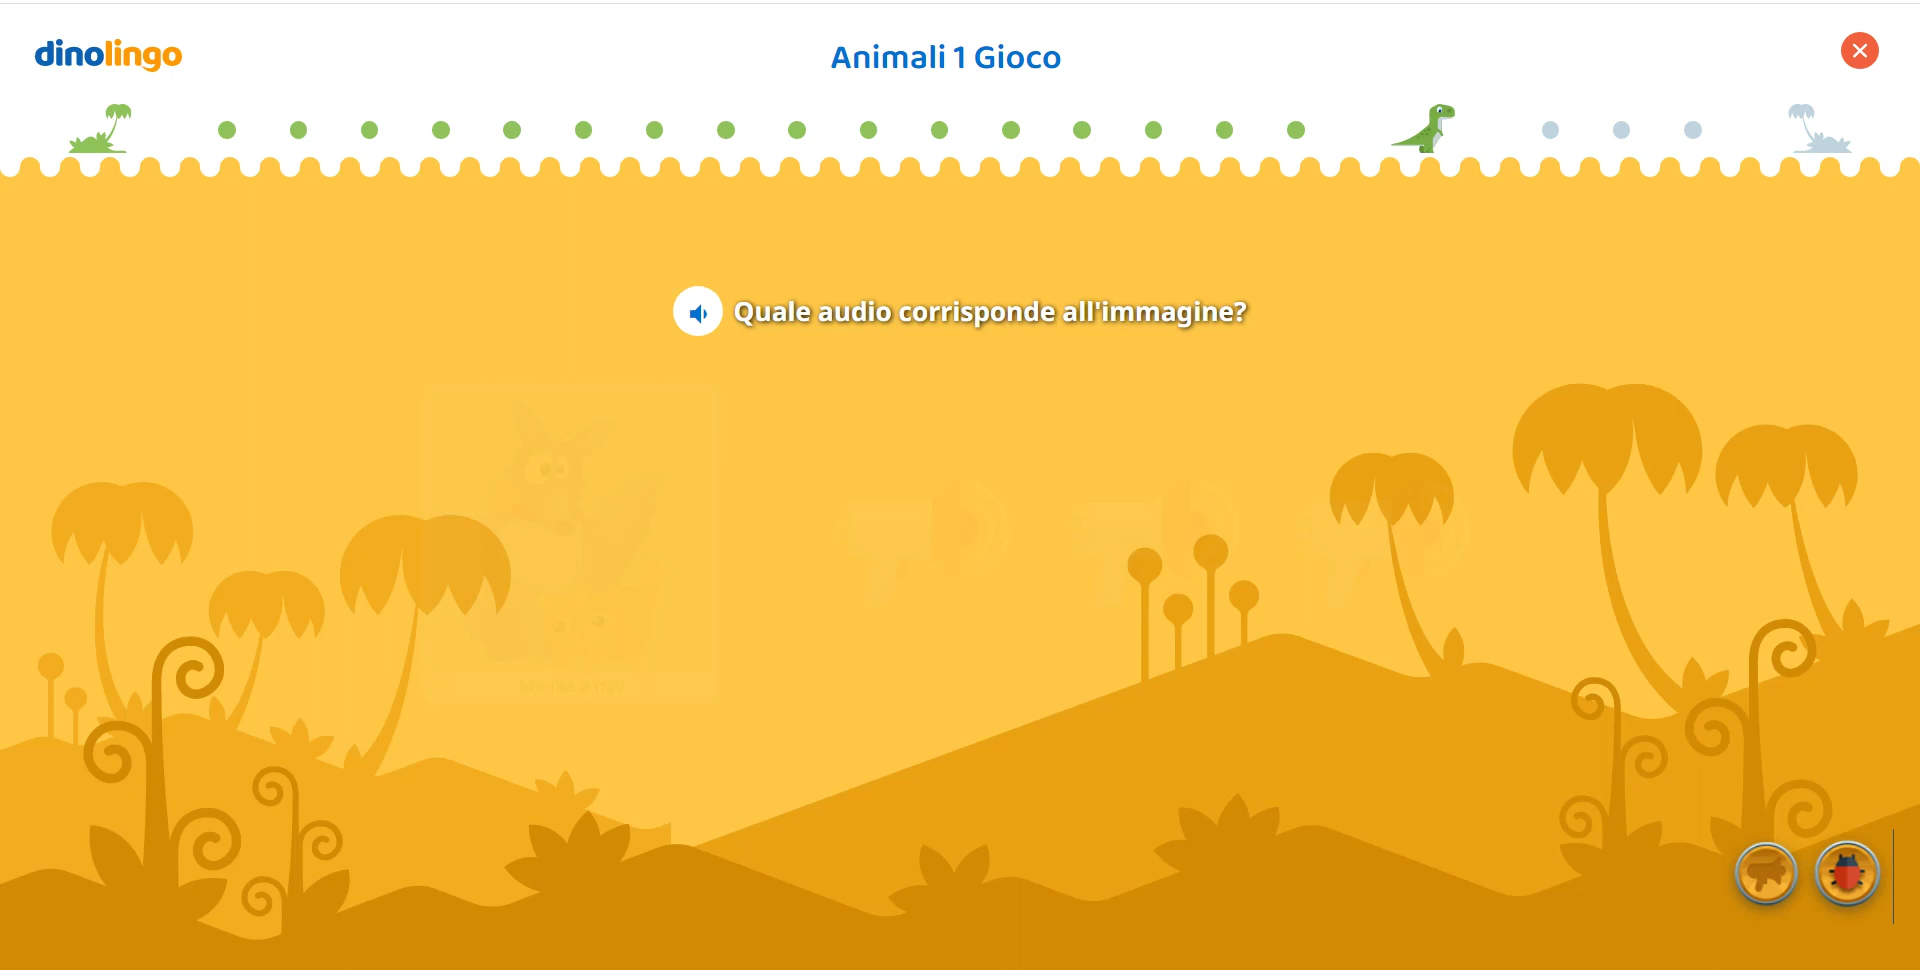 dinolingo
Animali 1 Gioco
Quale audio corrisponde all'immagine?